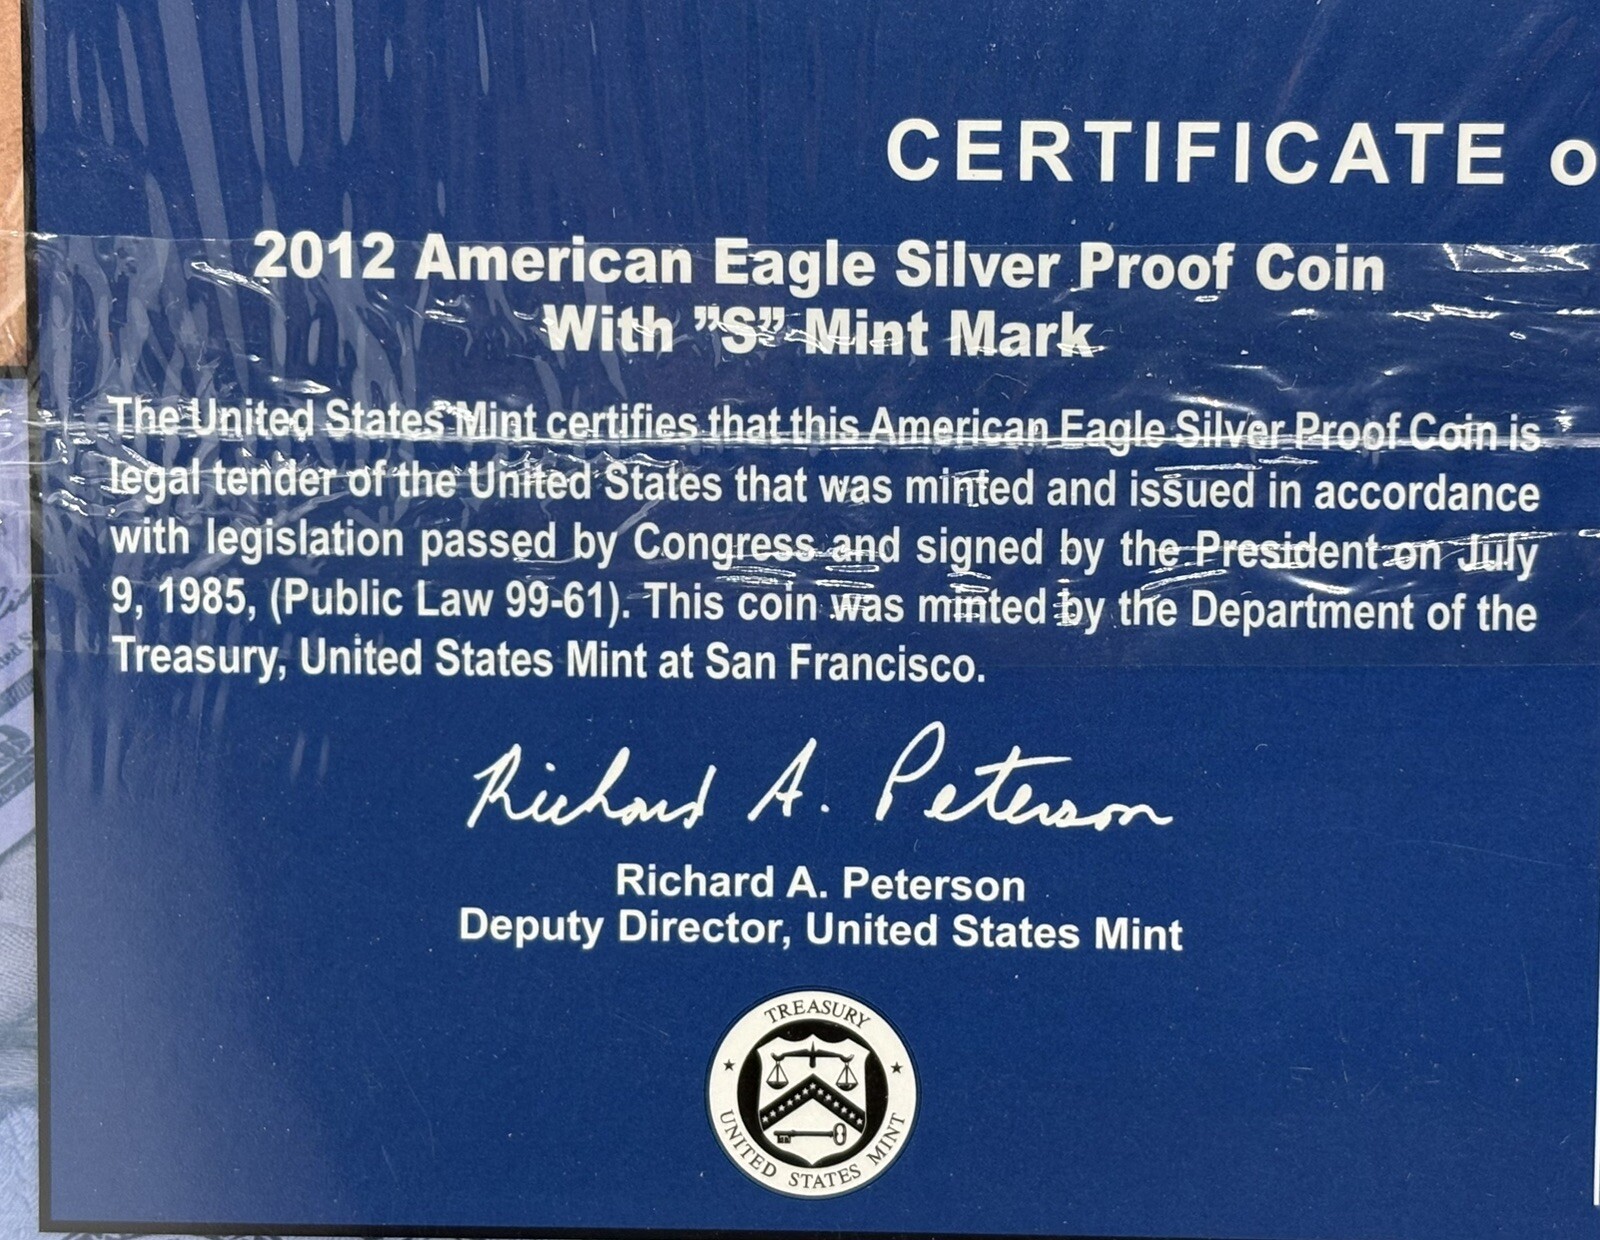 CERTIFICATE o
2012 American Eagle Silver Proof Coin
With ”S” Mint Mark
The United States Mint certifies that this American Eagle Silver Proof Coin is
legal tender of the United States that was minted and issued in accordance
with legislation passed by Congress and signed by the President on July
9, 1985, (Public Law 99-61). This coin was minted by the Department of the
Treasury, United States Mint at San Francisco.
Richard A. Peterson
Richard A. Peterson
Deputy Director, United States Mint
TREASURY
UNITED STATES MINT